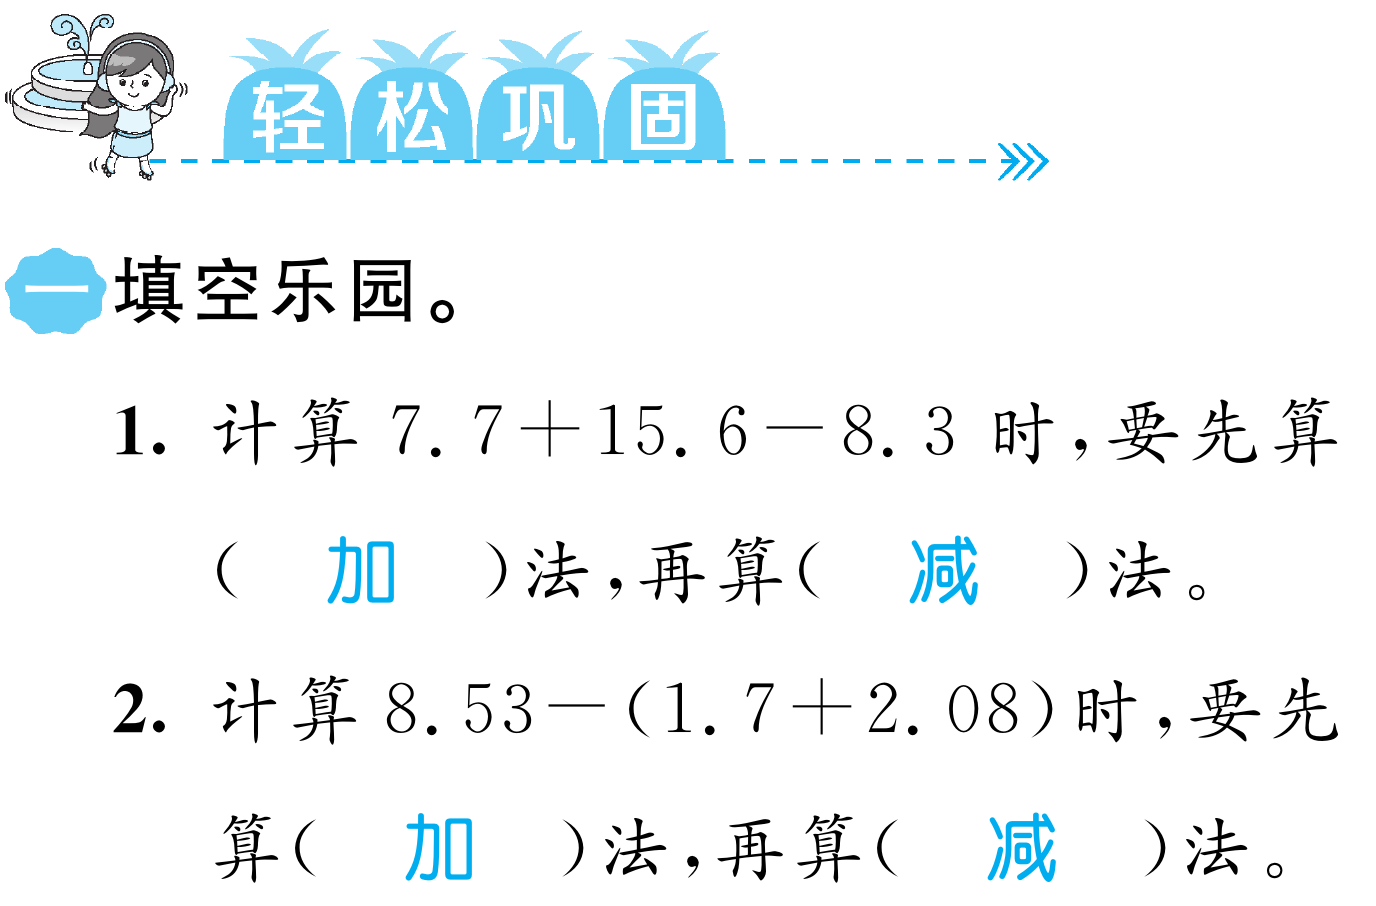 轻松巩固
一 填空乐园。
1. 计算 7.7+15.6-8.3 时,要先算
( 加 )法,再算( 减 )法。
2. 计算 8.53-(1.7+2.08)时,要先
算( 加 )法,再算( 减 )法。